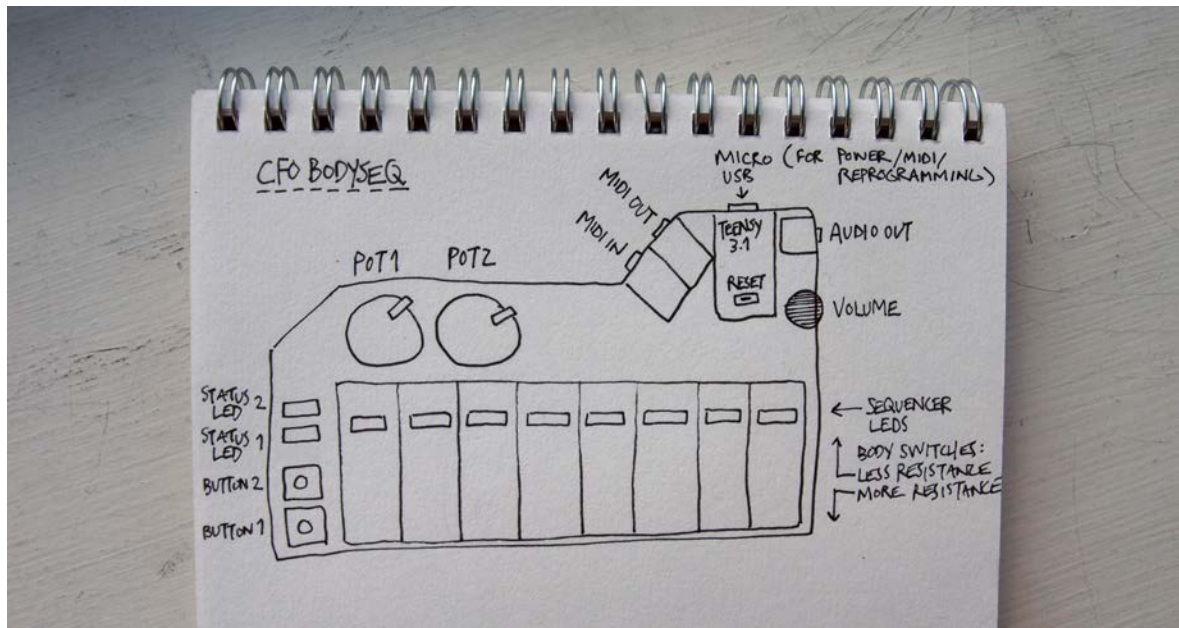 CFO BODYSEQ
MICRO (FOR POWER/MIDI/
USB REPROGRAMMING)
MIDI OUT
MIDI IN
TEENSY
3.1
AUDIO OUT
POT1 POT2
RESET
VOLUME
STATUS 2
LED
STATUS 1
LED
BUTTON 2
BUTTON 1
SEQUENCER
LEDS
BODY SWITCHES:
LESS RESISTANCE
MORE RESISTANCE